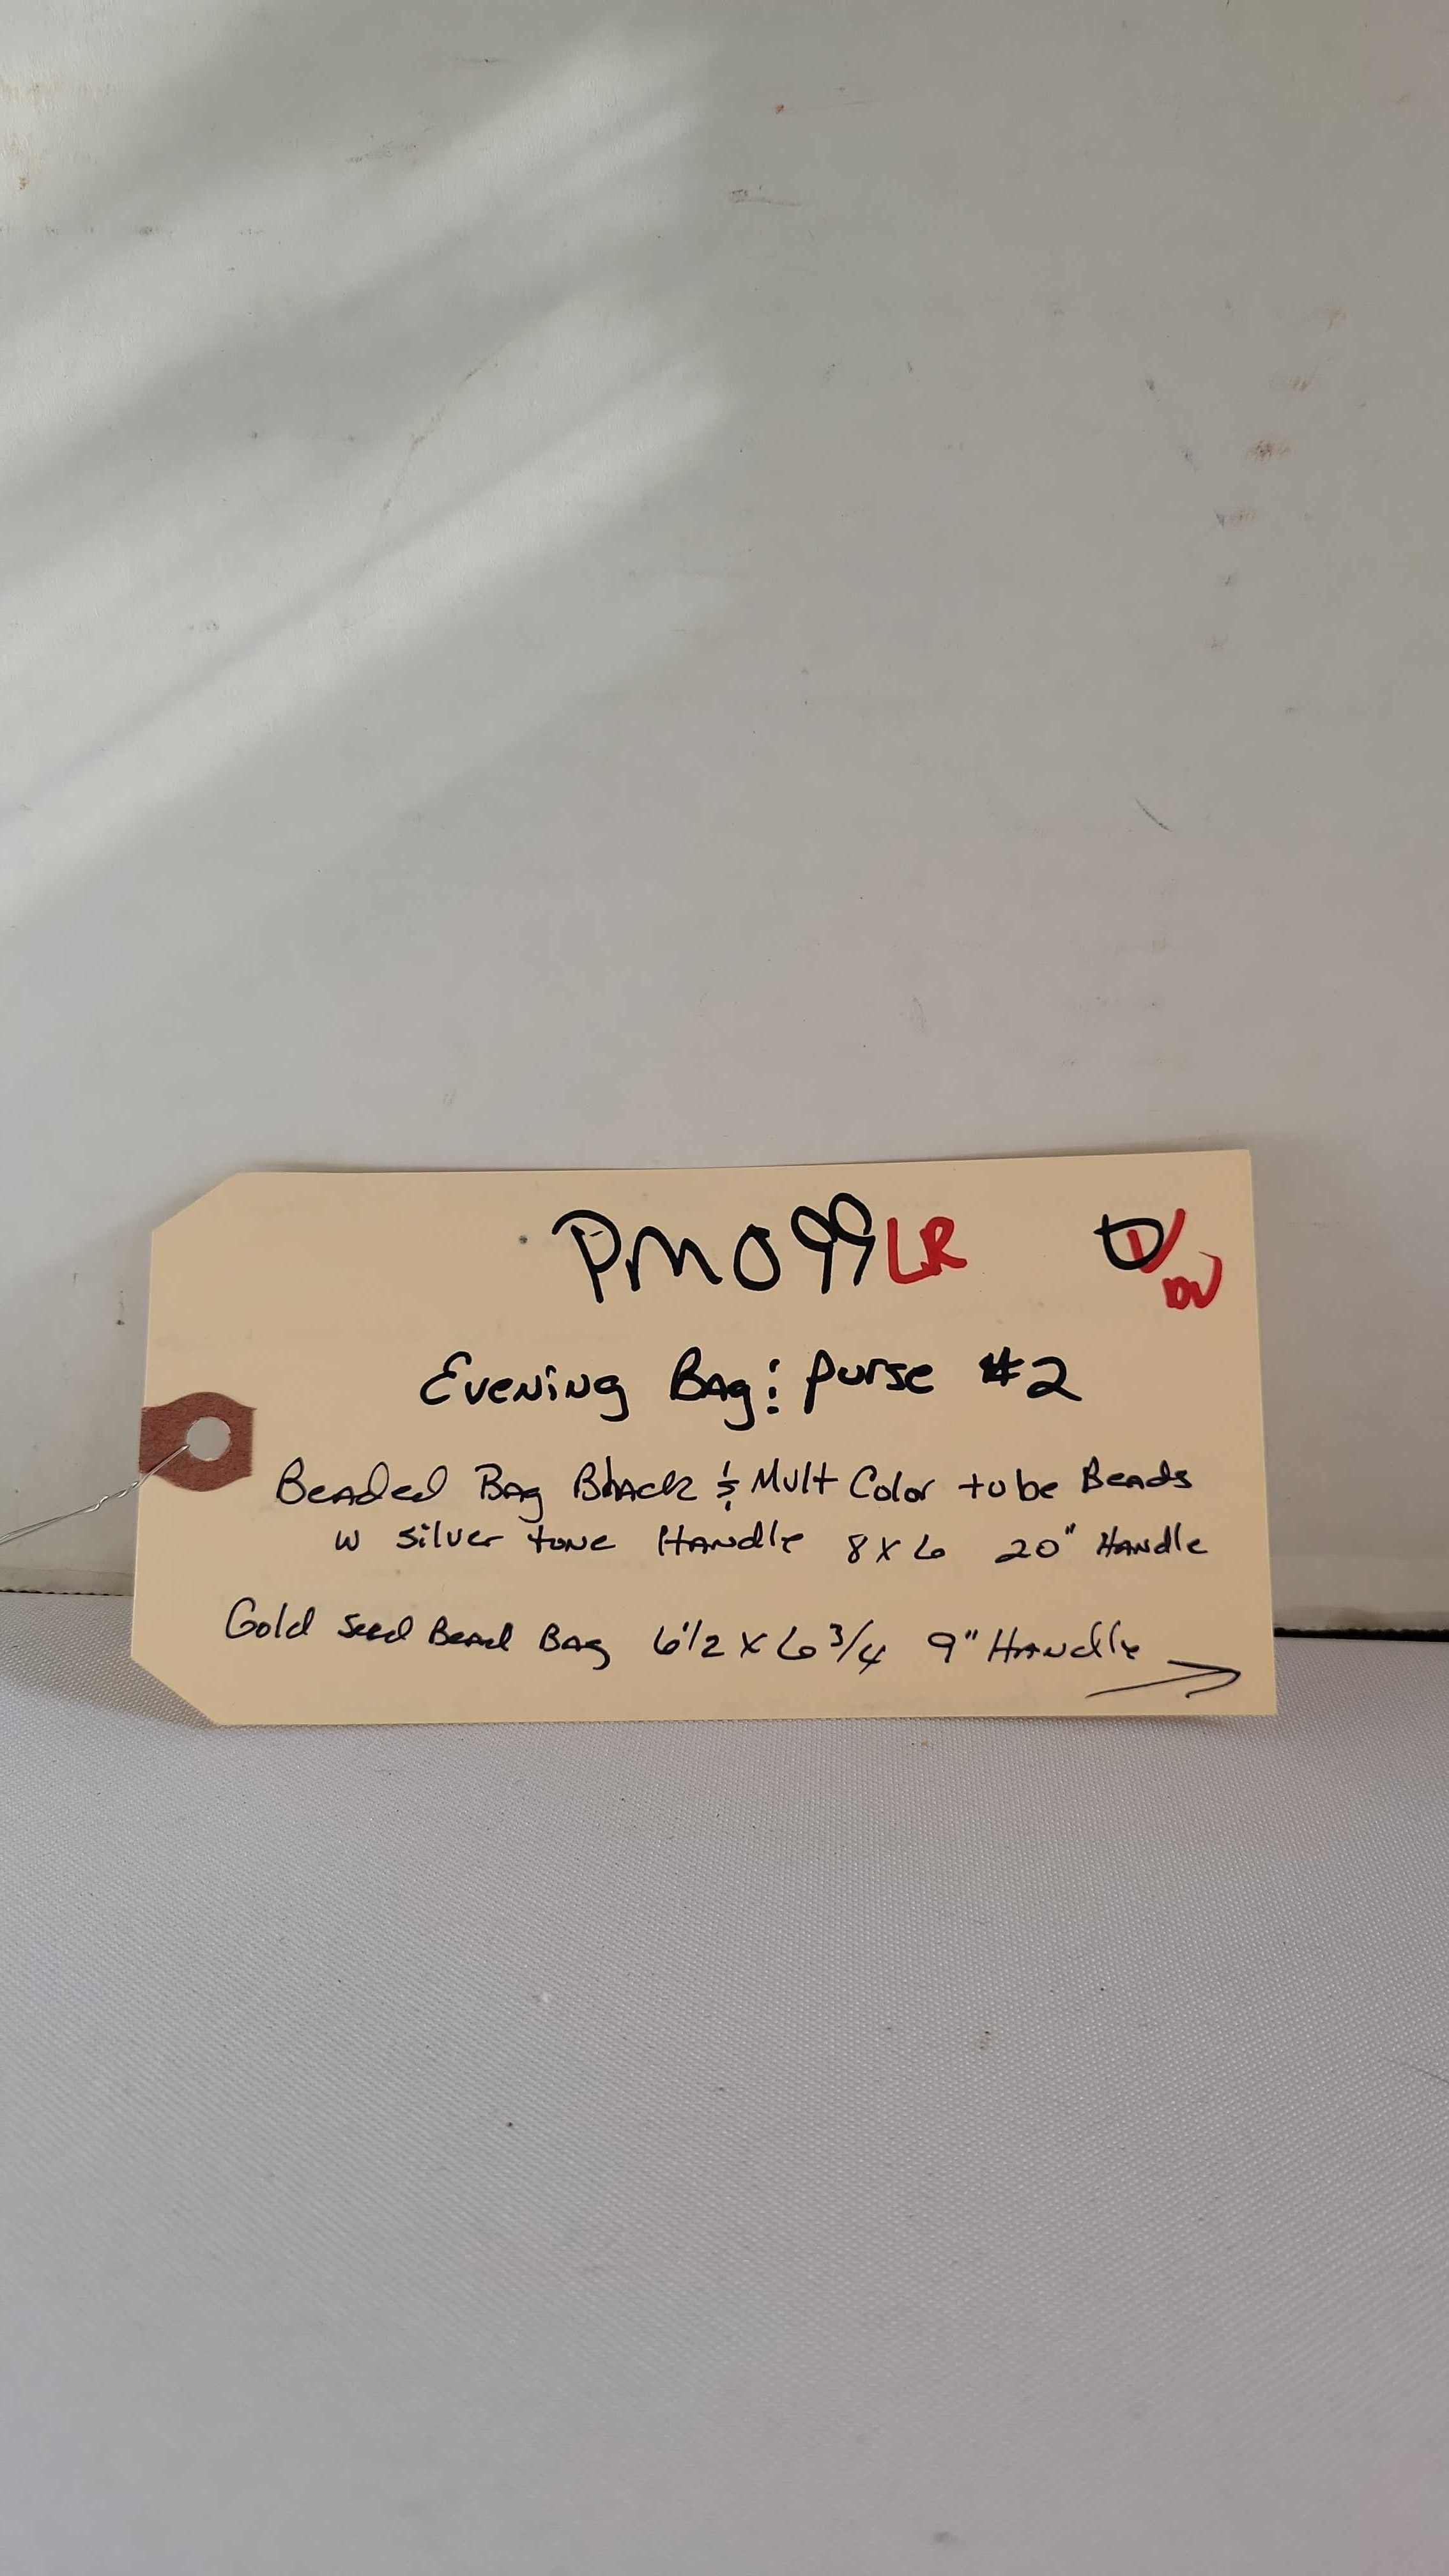 PM099LR D
DV
Evening Bag & Purse #2
Beaded Bag Black & Mult Color tube Beads
w silver tone Handle 8 x 6 20" Handle
Gold Seed Bead Bag 6 1/2 x 6 3/4 9" Handle
→